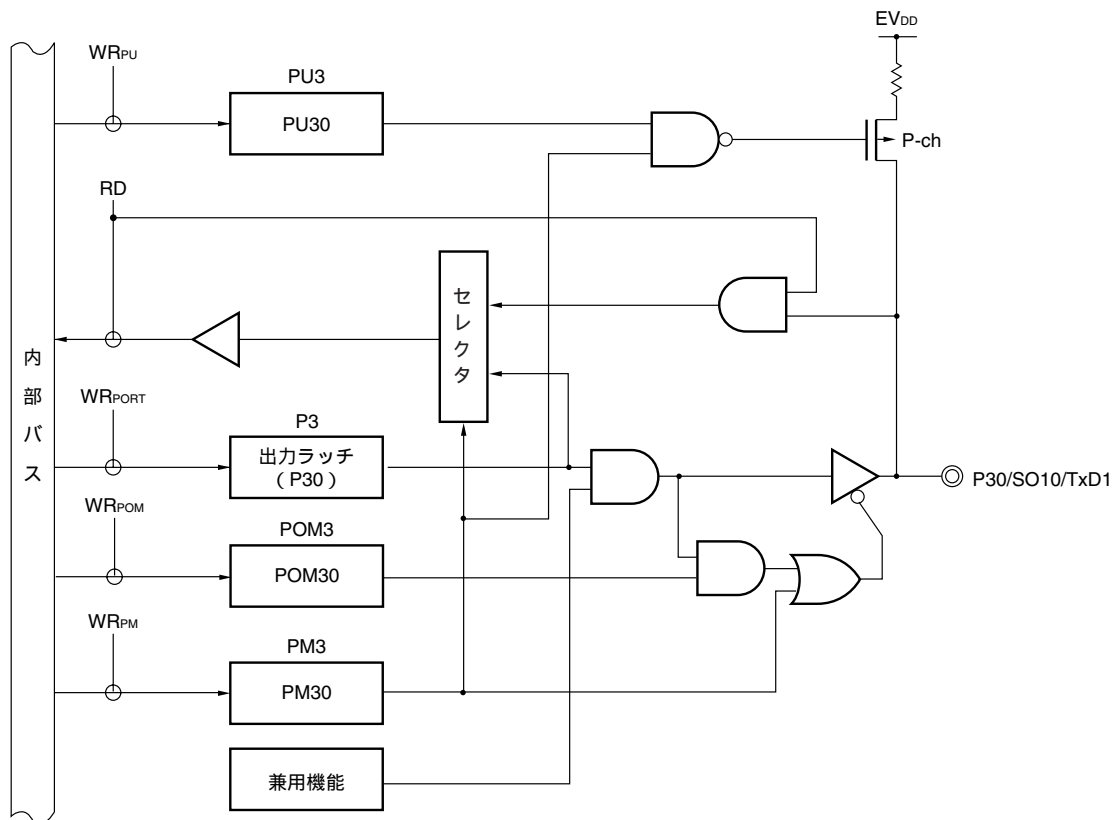 EVDD
WRPU
PU3
PU30
P-ch
RD
セレクタ
内部バス
WRPORT
P3
出力ラッチ
（P30）
P30/SO10/TxD1
WRPOM
POM3
POM30
WRPM
PM3
PM30
兼用機能